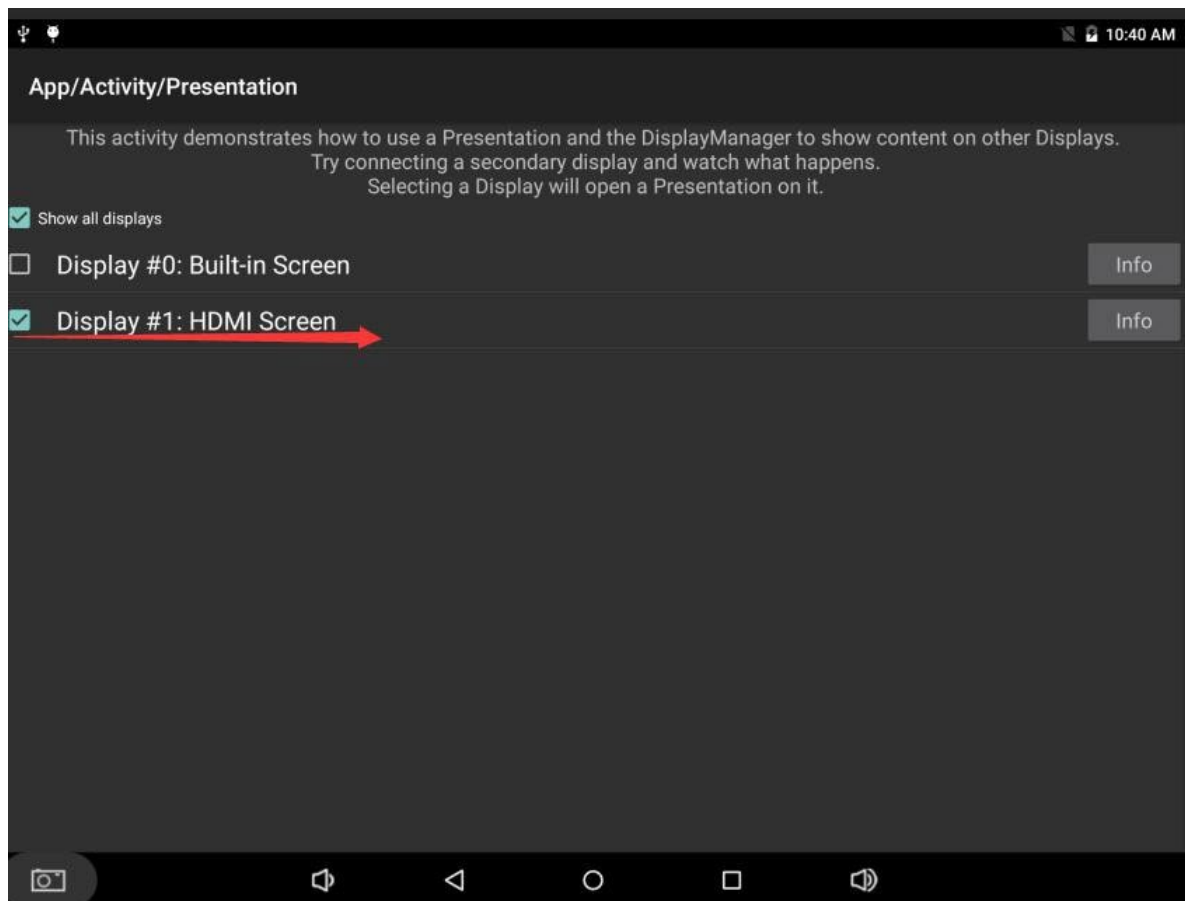 10:40 AM
App/Activity/Presentation
This activity demonstrates how to use a Presentation and the DisplayManager to show content on other Displays.
Try connecting a secondary display and watch what happens.
Selecting a Display will open a Presentation on it.
Show all displays
Display #0: Built-in Screen Info
Display #1: HDMI Screen Info